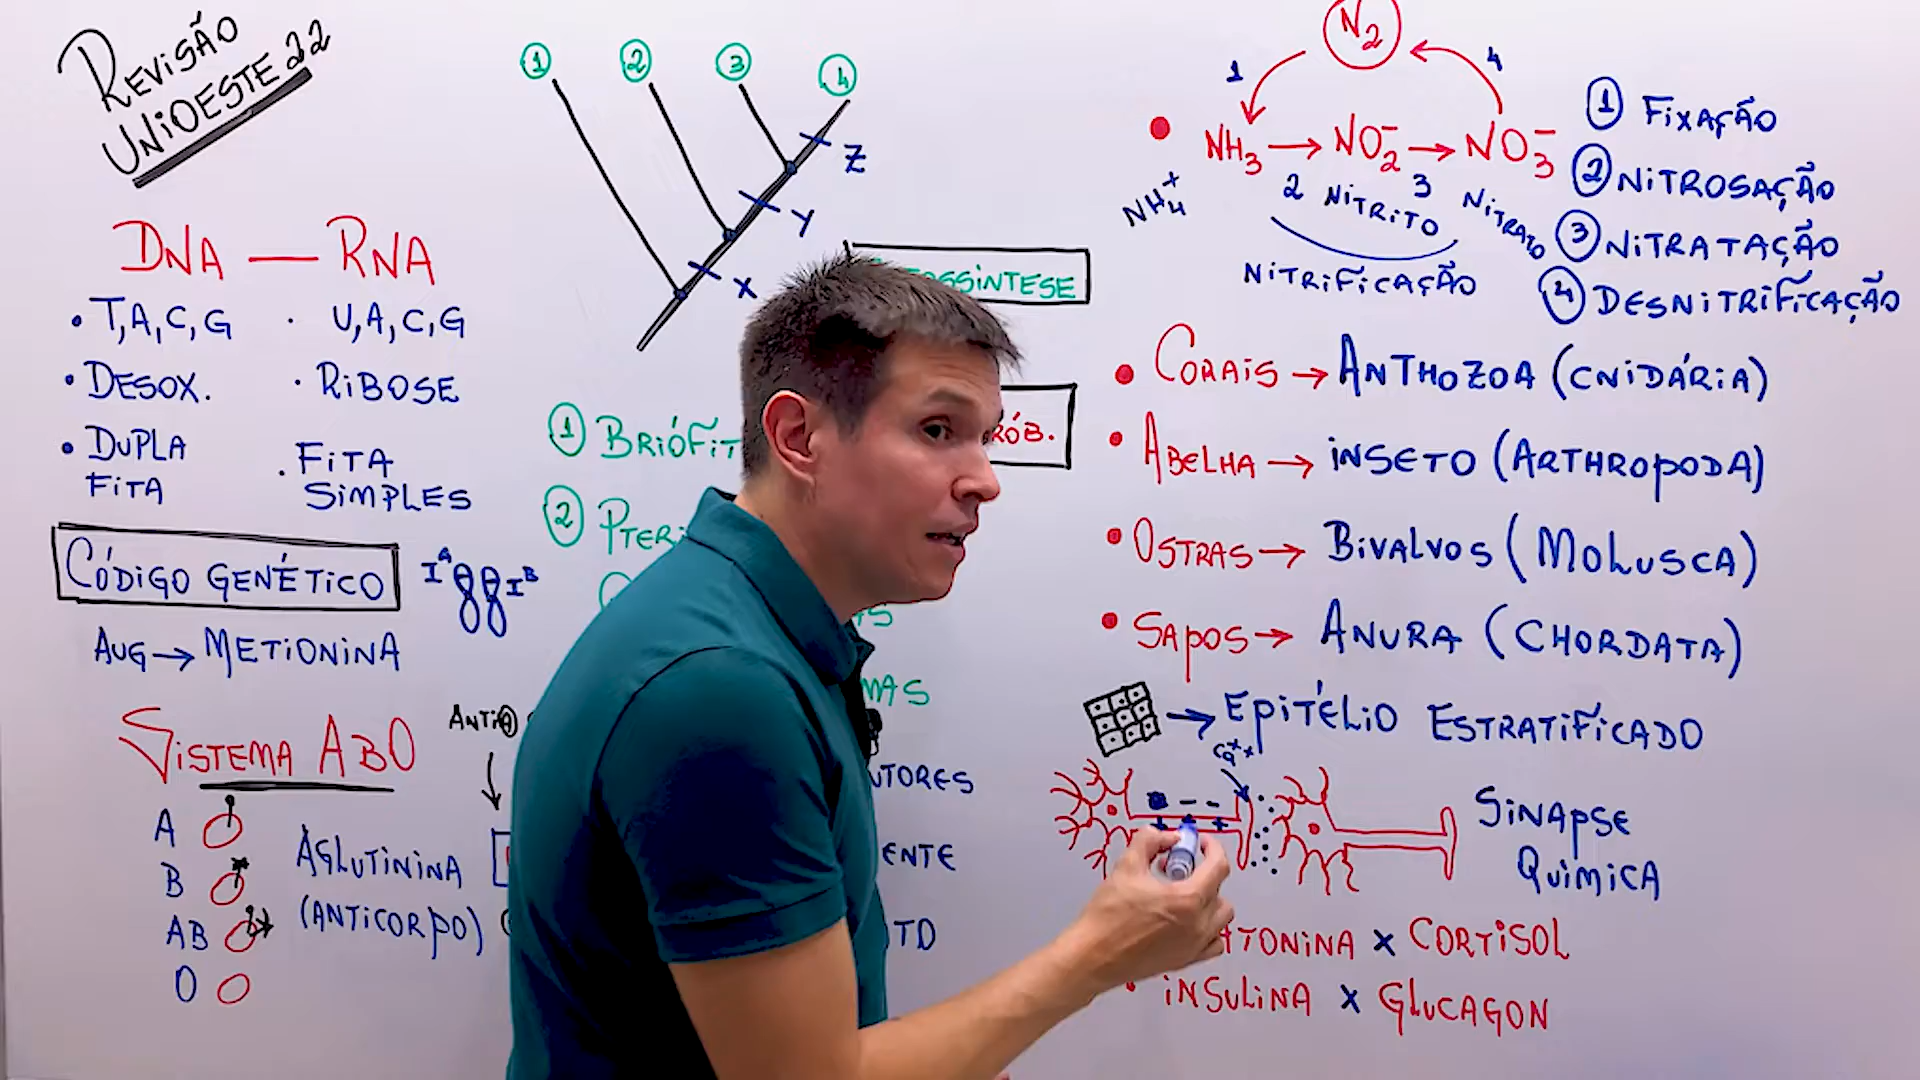 REVISÃO
UNIOESTE 22
DNA — RNA
• T,A,C,G
• U,A,C,G
• DESOX.
• RIBOSE
• DUPLA
FITA
• FITA
SIMPLES
CÓDIGO GENÉTICO
AUG → METIONINA
I^A I^B
SISTEMA ABO
A
B
AB
O
AGLUTININA
(ANTICORPO)
ANTI A
1 2 3 4
Z
Y
X
1
2
N2
1 4
• NH3 → NO2- → NO3-
NH4+
2 NITRITO 3 NITRATO
NITRIFICAÇÃO
1 FIXAÇÃO
2 NITROSAÇÃO
3 NITRATAÇÃO
4 DESNITRIFICAÇÃO
• CORAIS → ANTHOZOA (CNIDÁRIA)
• ABELHA → INSETO (ARTHROPODA)
• OSTRAS → BIVALVOS (MOLUSCA)
• SAPOS → ANURA (CHORDATA)
→ EPITÉLIO ESTRATIFICADO
Ca++
SINAPSE
QUIMICA
X CORTISOL
• INSULINA X GLUCAGON